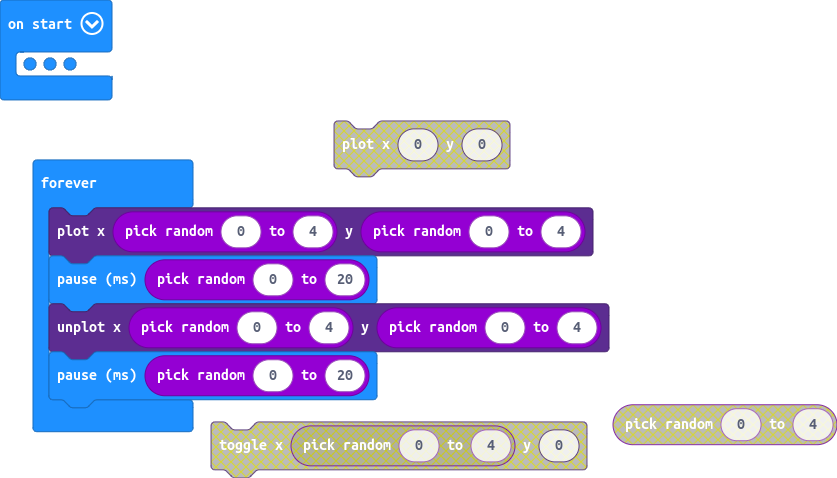 on start
plot x 0 y 0
forever
plot x pick random 0 to 4 y pick random 0 to 4
pause (ms) pick random 0 to 20
unplot x pick random 0 to 4 y pick random 0 to 4
pause (ms) pick random 0 to 20
pick random 0 to 4
toggle x pick random 0 to 4 y 0